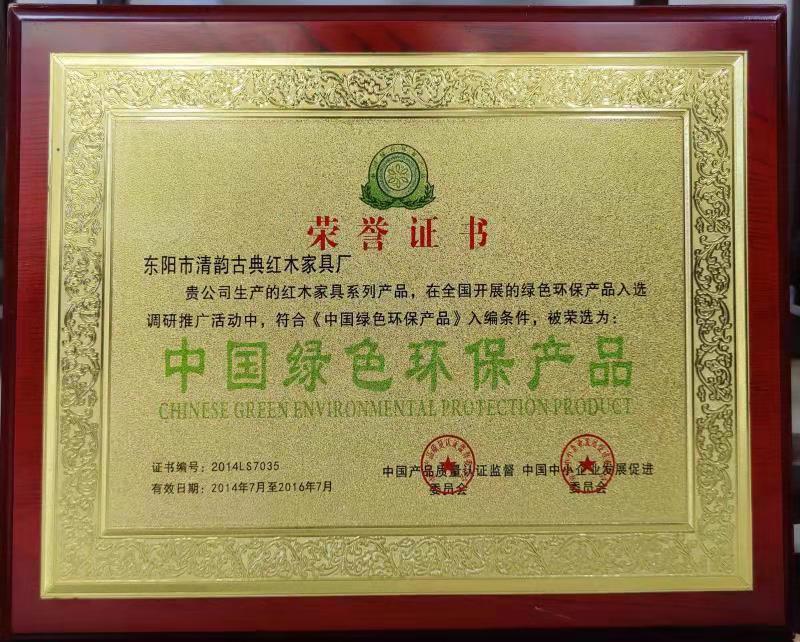 荣誉证书
东阳市清韵古典红木家具厂
贵公司生产的红木家具系列产品，在全国开展的绿色环保产品入选
调研推广活动中，符合《中国绿色环保产品》入编条件，被荣选为：
中国绿色环保产品
CHINESE GREEN ENVIRONMENTAL PROTECTION PRODUCT
证书编号：2014LS7035
有效日期：2014年7月至2016年7月
中国产品质量认证监督
委员会
中国中小企业发展促进
委员会